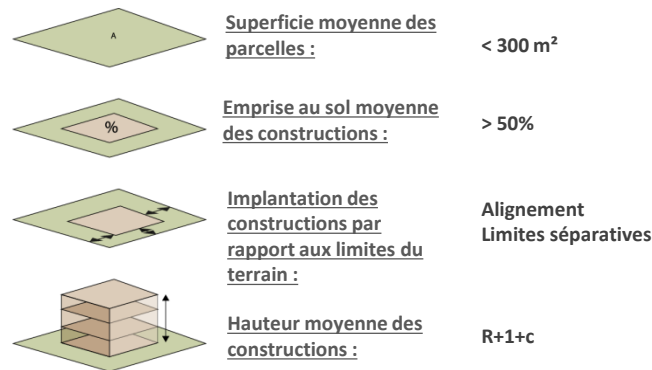 A
Superficie moyenne des
parcelles :
< 300 m²
%
Emprise au sol moyenne
des constructions :
> 50%
Implantation des
constructions par
rapport aux limites du
terrain :
Alignement
Limites séparatives
Hauteur moyenne des
constructions :
R+1+c